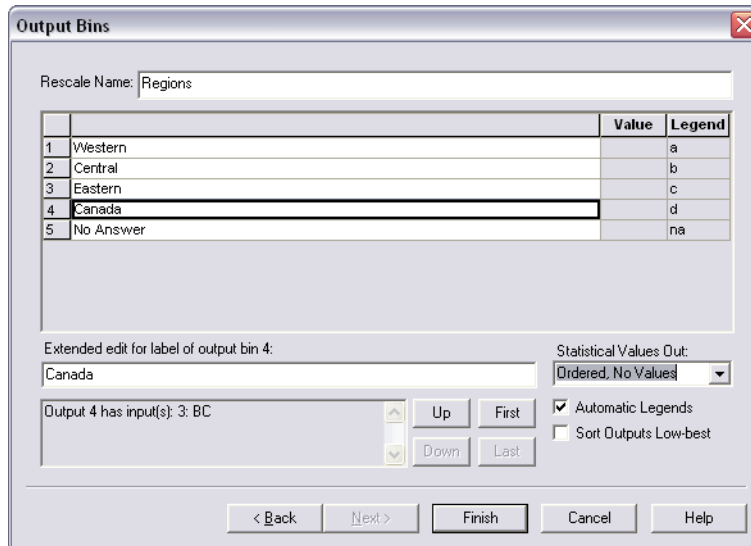 Output Bins
Rescale Name: Regions
Value Legend
1 Western a
2 Central b
3 Eastern c
4 Canada d
5 No Answer na
Extended edit for label of output bin 4:
Canada
Statistical Values Out:
Ordered, No Values
Output 4 has input(s): 3: BC
Up First
Down Last
Automatic Legends
Sort Outputs Low-best
< Back Next > Finish Cancel Help